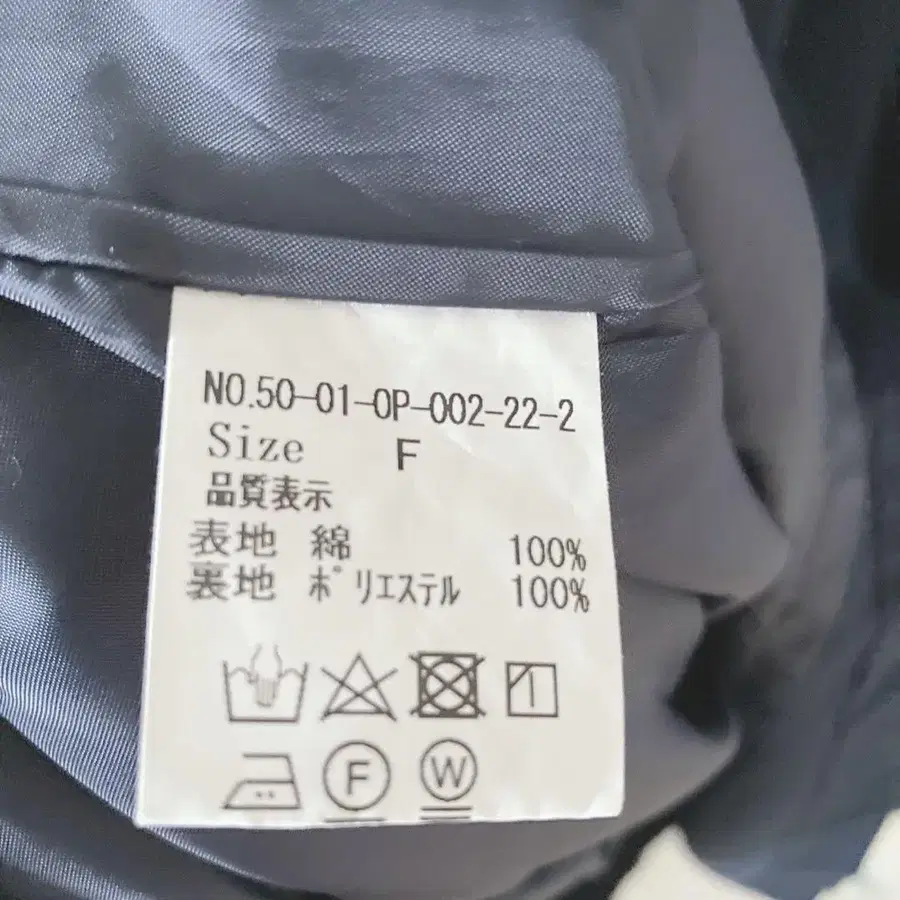 NO.50-01-OP-002-22-2
Size F
品質表示
表地 綿 100%
裏地 ポリエステル 100%
F W